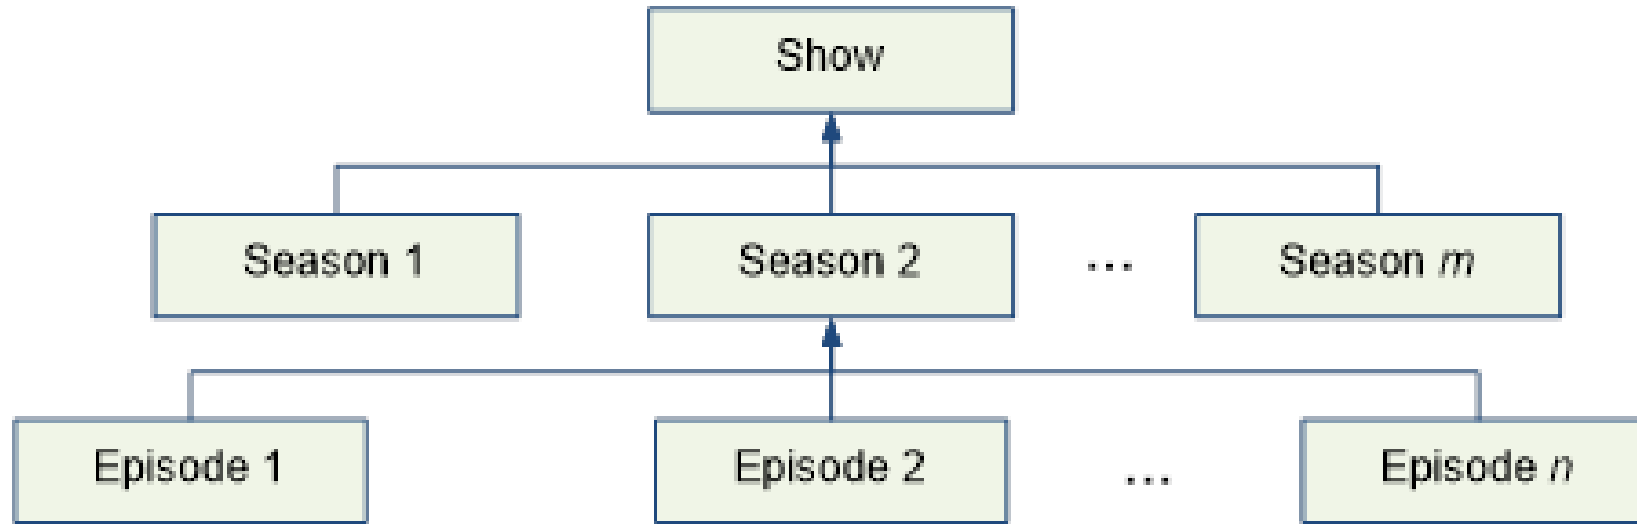 Show
Season 1
Season 2
...
Season m
Episode 1
Episode 2
...
Episode n